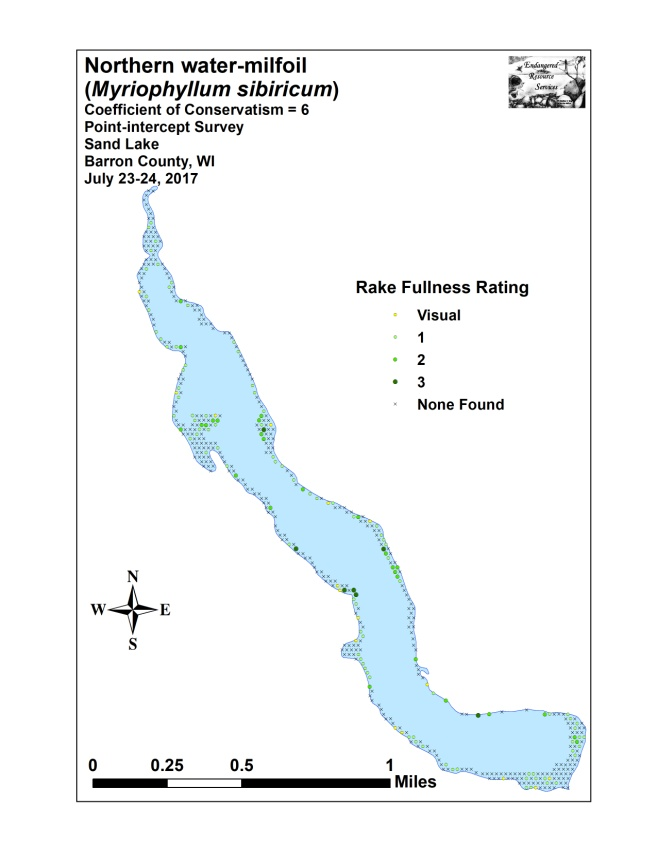 Northern water-milfoil
(Myriophyllum sibiricum)
Coefficient of Conservatism = 6
Point-intercept Survey
Sand Lake
Barron County, WI
July 23-24, 2017
Endangered
Resource
Services
Rake Fullness Rating
Visual
1
2
3
None Found
N
W E
S
0 0.25 0.5 1
Miles